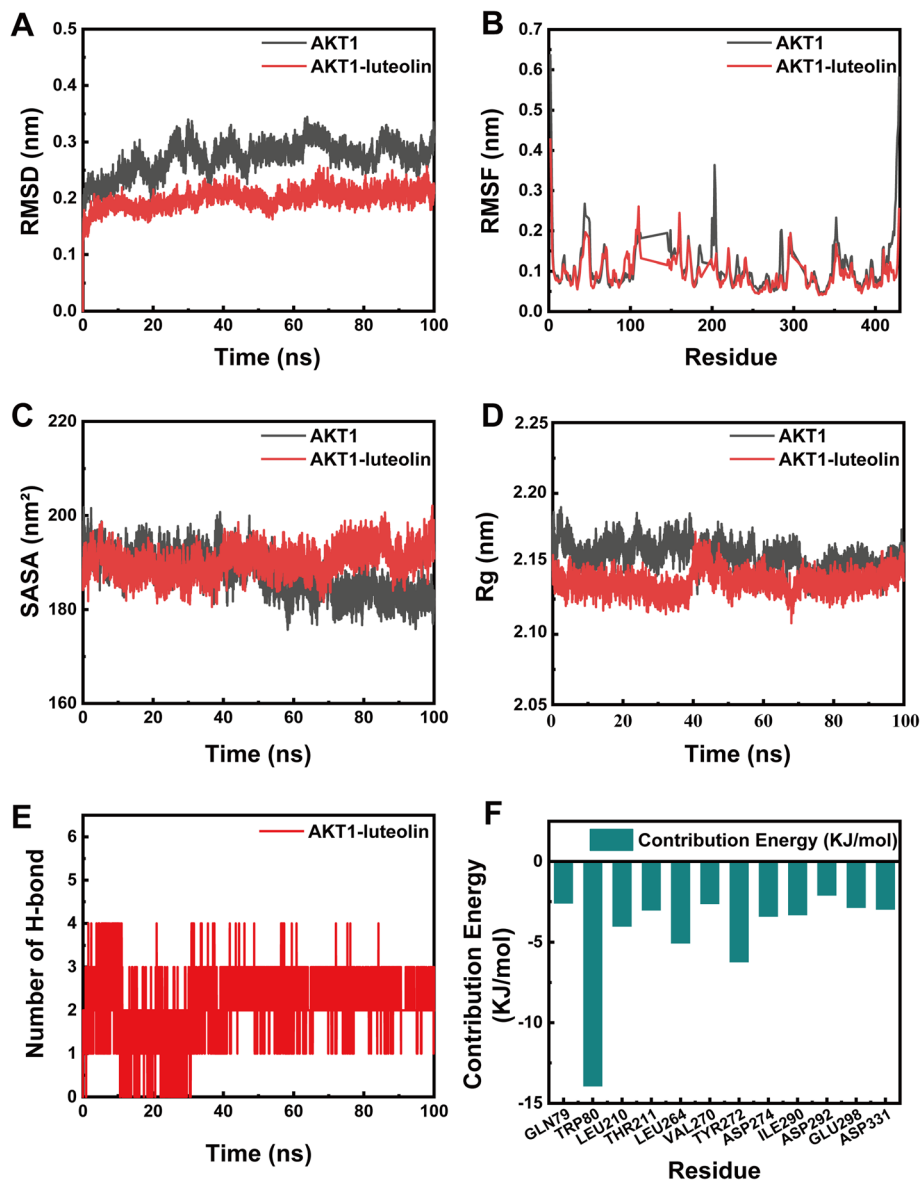 A
0.5
0.4
0.3
0.2
0.1
0.0
RMSD (nm)
AKT1
AKT1-luteolin
0
20
40
60
80
100
Time (ns)
B
0.7
0.6
0.5
0.4
0.3
0.2
0.1
0.0
RMSF (nm)
AKT1
AKT1-luteolin
0
100
200
300
400
Residue
C
220
200
180
160
SASA (nm²)
AKT1
AKT1-luteolin
0
20
40
60
80
100
Time (ns)
D
2.25
2.20
2.15
2.10
2.05
Rg (nm)
AKT1
AKT1-luteolin
0
20
40
60
80
100
Time (ns)
E
6
5
4
3
2
1
0
Number of H-bond
AKT1-luteolin
0
20
40
60
80
100
Time (ns)
F
0
-5
-10
-15
Contribution Energy
(KJ/mol)
Contribution Energy (KJ/mol)
GLN79
TRP80
LEU210
THR211
LEU264
VAL270
TYR272
ASP274
ILE290
ASP292
GLU298
ASP331
Residue